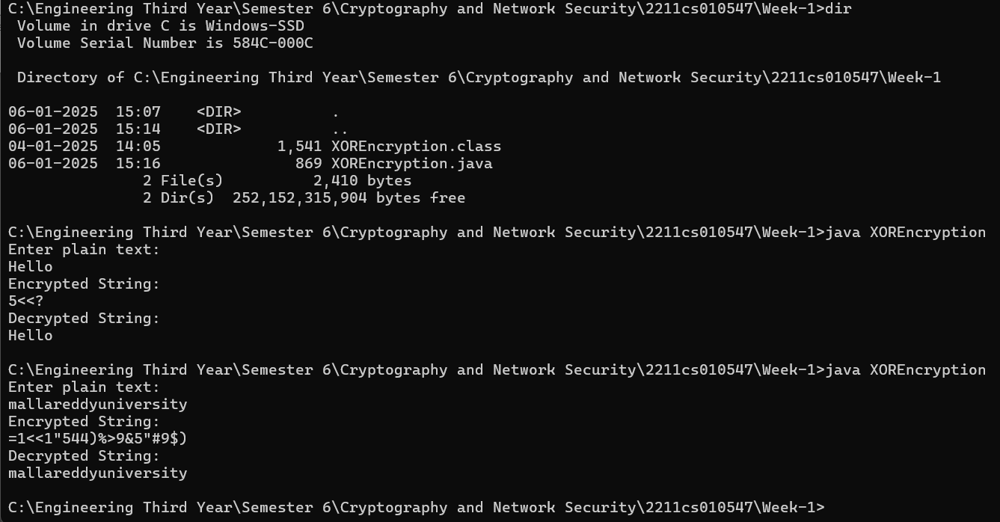 C:\Engineering Third Year\Semester 6\Cryptography and Network Security\2211cs010547\Week-1>dir
 Volume in drive C is Windows-SSD
 Volume Serial Number is 584C-000C

 Directory of C:\Engineering Third Year\Semester 6\Cryptography and Network Security\2211cs010547\Week-1

06-01-2025  15:07    <DIR>          .
06-01-2025  15:14    <DIR>          ..
04-01-2025  14:05             1,541 XOREncryption.class
06-01-2025  15:16               869 XOREncryption.java
               2 File(s)          2,410 bytes
               2 Dir(s)  252,152,315,904 bytes free

C:\Engineering Third Year\Semester 6\Cryptography and Network Security\2211cs010547\Week-1>java XOREncryption
Enter plain text:
Hello
Encrypted String:
5<<?
Decrypted String:
Hello

C:\Engineering Third Year\Semester 6\Cryptography and Network Security\2211cs010547\Week-1>java XOREncryption
Enter plain text:
mallareddyuniversity
Encrypted String:
=1<<1"544)%>9&5"#9$)
Decrypted String:
mallareddyuniversity

C:\Engineering Third Year\Semester 6\Cryptography and Network Security\2211cs010547\Week-1>